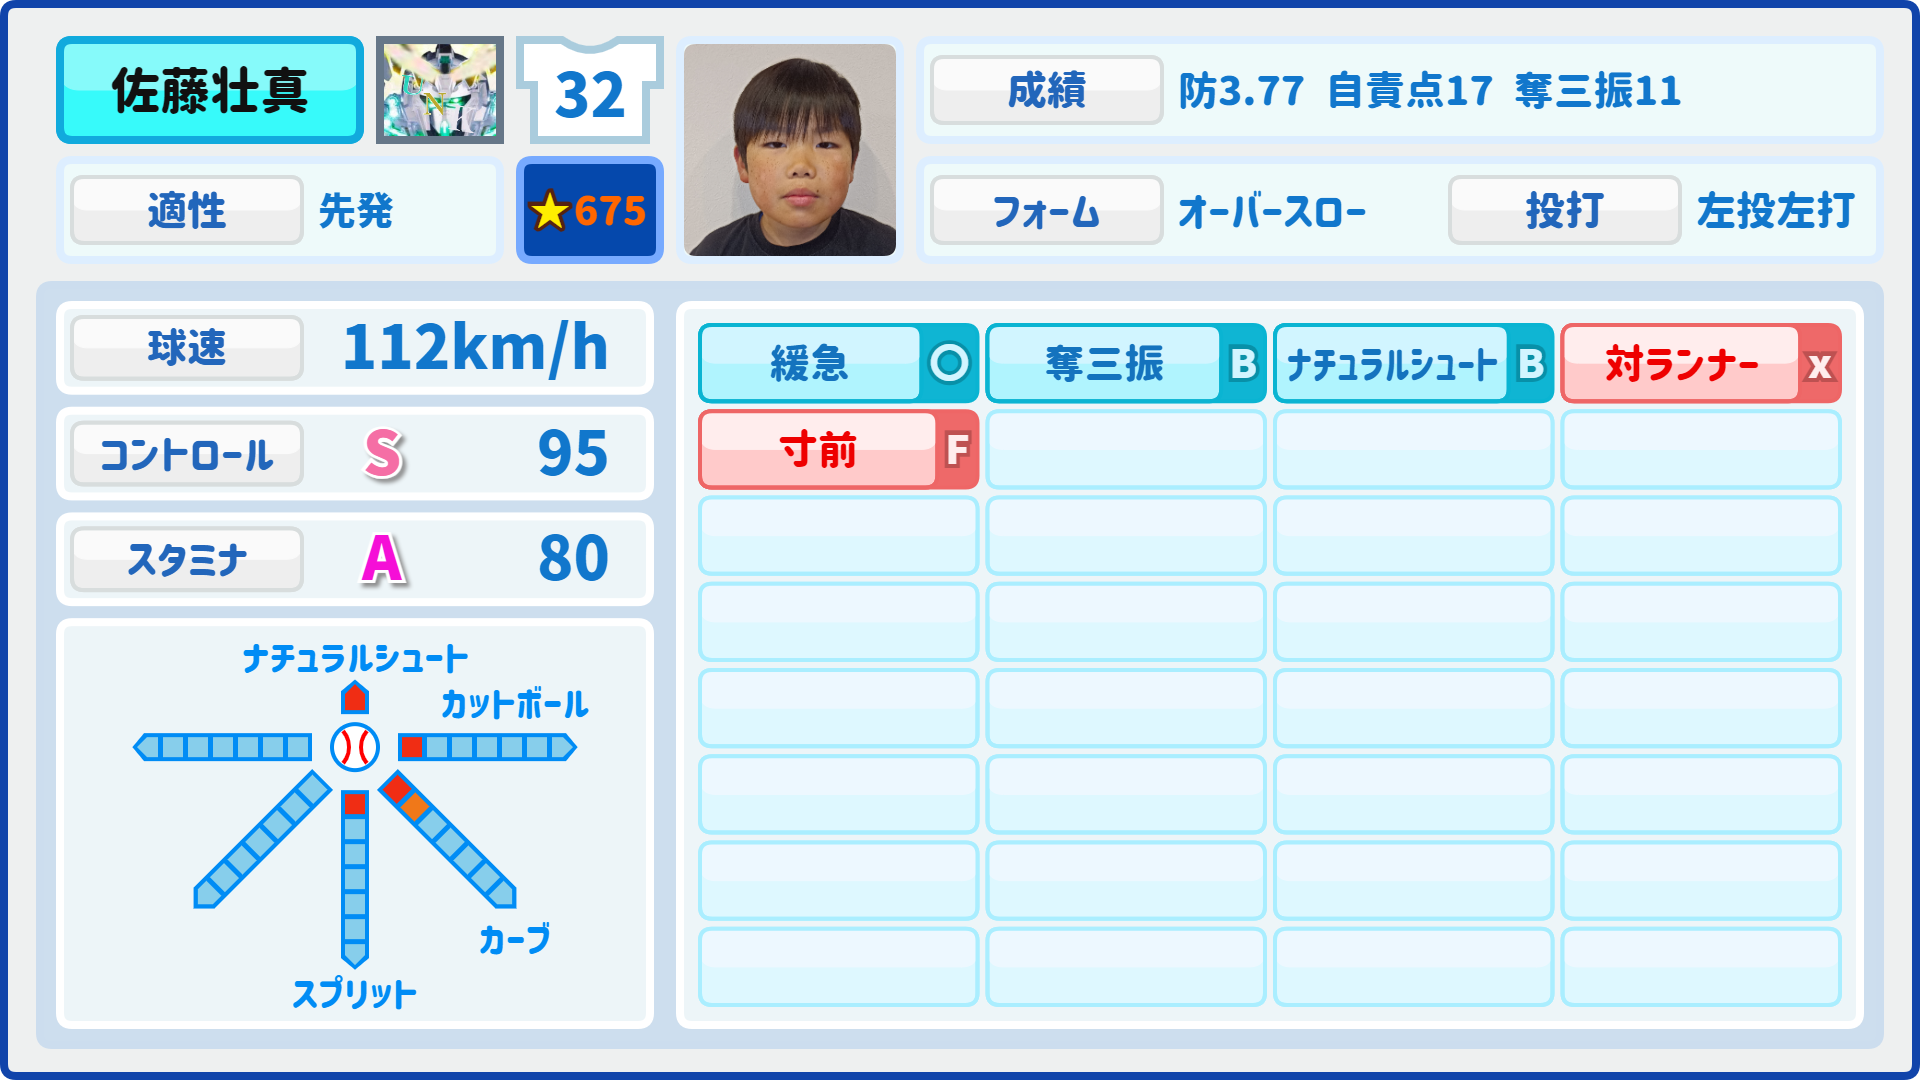 佐藤壮真
32
成績 防3.77 自責点17 奪三振11
適性 先発
★675
フォーム オーバースロー 投打 左投左打
球速 112km/h
コントロール S 95
スタミナ A 80
ナチュラルシュート
カットボール
カーブ
スプリット
緩急 ○ 奪三振 B ナチュラルシュート B 対ランナー x
寸前 F